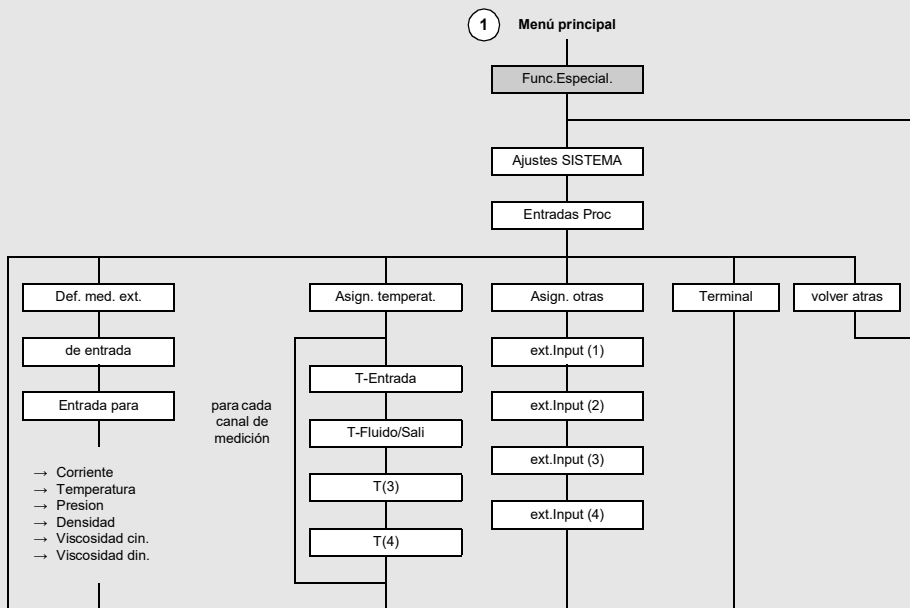 1 Menú principal
Func.Especial.
Ajustes SISTEMA
Entradas Proc
Def. med. ext.
Asign. temperat.
Asign. otras
Terminal
volver atras
de entrada
ext.Input (1)
T-Entrada
Entrada para
para cada
canal de
medición
ext.Input (2)
T-Fluido/Sali
ext.Input (3)
→ Corriente
→ Temperatura
→ Presion
→ Densidad
→ Viscosidad cin.
→ Viscosidad din.
T(3)
ext.Input (4)
T(4)